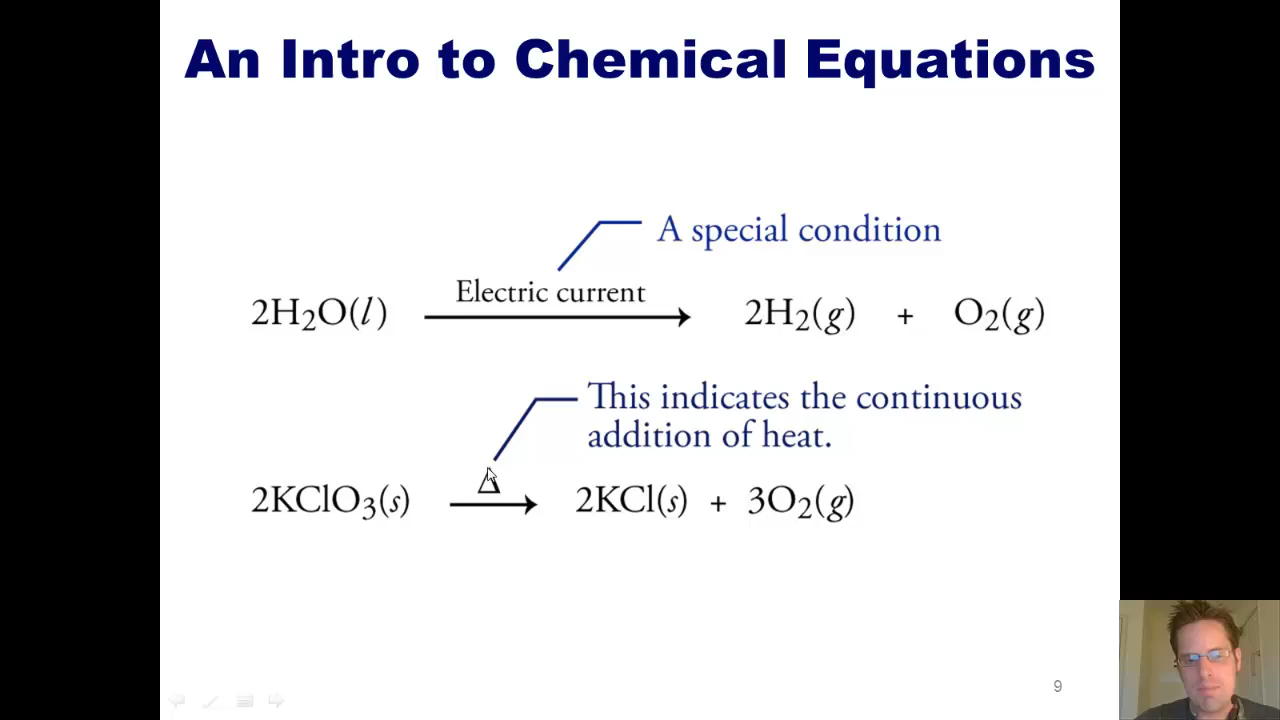 An Intro to Chemical Equations
A special condition
Electric current
2H₂O(l) ⟶ 2H₂(g) + O₂(g)
This indicates the continuous
addition of heat.
Δ
2KClO₃(s) ⟶ 2KCl(s) + 3O₂(g)
9